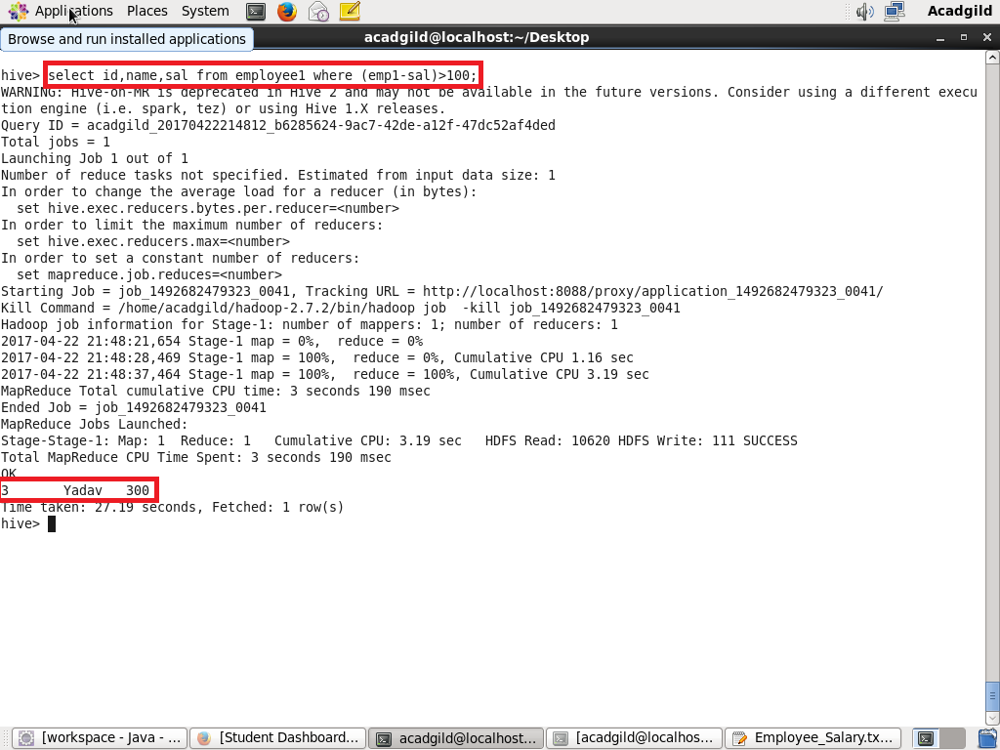 Applications Places System Acadgild
Browse and run installed applications
acadgild@localhost:~/Desktop
hive> select id,name,sal from employee1 where (emp1-sal)>100;
WARNING: Hive-on-MR is deprecated in Hive 2 and may not be available in the future versions. Consider using a different execu
tion engine (i.e. spark, tez) or using Hive 1.X releases.
Query ID = acadgild_20170422214812_b6285624-9ac7-42de-a12f-47dc52af4ded
Total jobs = 1
Launching Job 1 out of 1
Number of reduce tasks not specified. Estimated from input data size: 1
In order to change the average load for a reducer (in bytes):
  set hive.exec.reducers.bytes.per.reducer=<number>
In order to limit the maximum number of reducers:
  set hive.exec.reducers.max=<number>
In order to set a constant number of reducers:
  set mapreduce.job.reduces=<number>
Starting Job = job_1492682479323_0041, Tracking URL = http://localhost:8088/proxy/application_1492682479323_0041/
Kill Command = /home/acadgild/hadoop-2.7.2/bin/hadoop job  -kill job_1492682479323_0041
Hadoop job information for Stage-1: number of mappers: 1; number of reducers: 1
2017-04-22 21:48:21,654 Stage-1 map = 0%,  reduce = 0%
2017-04-22 21:48:28,469 Stage-1 map = 100%,  reduce = 0%, Cumulative CPU 1.16 sec
2017-04-22 21:48:37,464 Stage-1 map = 100%,  reduce = 100%, Cumulative CPU 3.19 sec
MapReduce Total cumulative CPU time: 3 seconds 190 msec
Ended Job = job_1492682479323_0041
MapReduce Jobs Launched:
Stage-Stage-1: Map: 1  Reduce: 1   Cumulative CPU: 3.19 sec   HDFS Read: 10620 HDFS Write: 111 SUCCESS
Total MapReduce CPU Time Spent: 3 seconds 190 msec
OK
3       Yadav   300
Time taken: 27.19 seconds, Fetched: 1 row(s)
hive>
[workspace - Java - ... [Student Dashboard... acadgild@localhost:... [acadgild@localhos... Employee_Salary.tx...